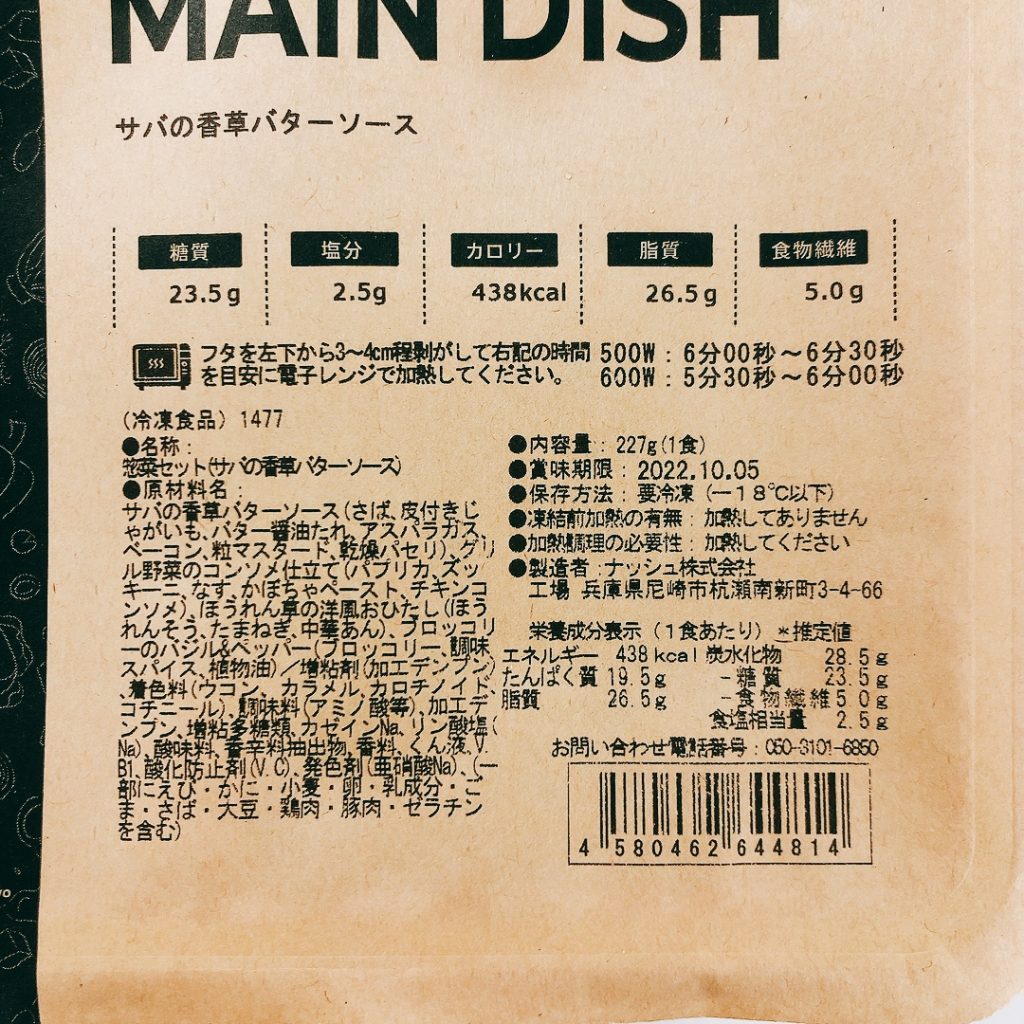 MAIN DISH
サバの香草バターソース
糖質 塩分 カロリー 脂質 食物繊維
23.5g 2.5g 438kcal 26.5g 5.0g
フタを左下から3〜4cm程剥がして右記の時間
を目安に電子レンジで加熱してください。
500W：6分00秒〜6分30秒
600W：5分30秒〜6分00秒
(冷凍食品) 1477
●名称：
惣菜セット(サバの香草バターソース)
●原材料名：
サバの香草バターソース(さば、皮付きじ
ゃがいも、バター醤油たれ、アスパラガス、
ベーコン、粒マスタード、乾燥パセリ)、グリ
ル野菜のコンソメ仕立て(パプリカ、ズッ
キーニ、なす、かぼちゃペースト、チキンコ
ンソメ)、ほうれん草の洋風おひたし(ほう
れんそう、たまねぎ、中華あん)、ブロッコリ
ーのバジル&ペッパー(ブロッコリー、調味
スパイス、植物油)／増粘剤(加工デンプン)
、着色料(ウコン、カラメル、カロチノイド、
コチニール)、調味料(アミノ酸等)、加工デ
ンプン、増粘多糖類、カゼインNa、リン酸塩(
Na)、酸味料、香辛料抽出物、香料、くん液、V.
B1、酸化防止剤(V.C)、発色剤(亜硝酸Na)、(一
部にえび・かに・小麦・卵・乳成分・ご
ま・さば・大豆・鶏肉・豚肉・ゼラチン
を含む)
●内容量：227g(1食)
●賞味期限：2022.10.05
●保存方法：要冷凍（ー１８℃以下）
●凍結前加熱の有無：加熱してありません
●加熱調理の必要性：加熱してください
●製造者：ナッシュ株式会社
工場 兵庫県尼崎市杭瀬南新町3-4-66
栄養成分表示（１食あたり）＊推定値
エネルギー 438kcal 炭水化物 28.5g
たんぱく質 19.5g －糖質 23.5g
脂質 26.5g －食物繊維 5.0g
食塩相当量 2.5g
お問い合わせ電話番号：050-3101-6850
4 580462 644814